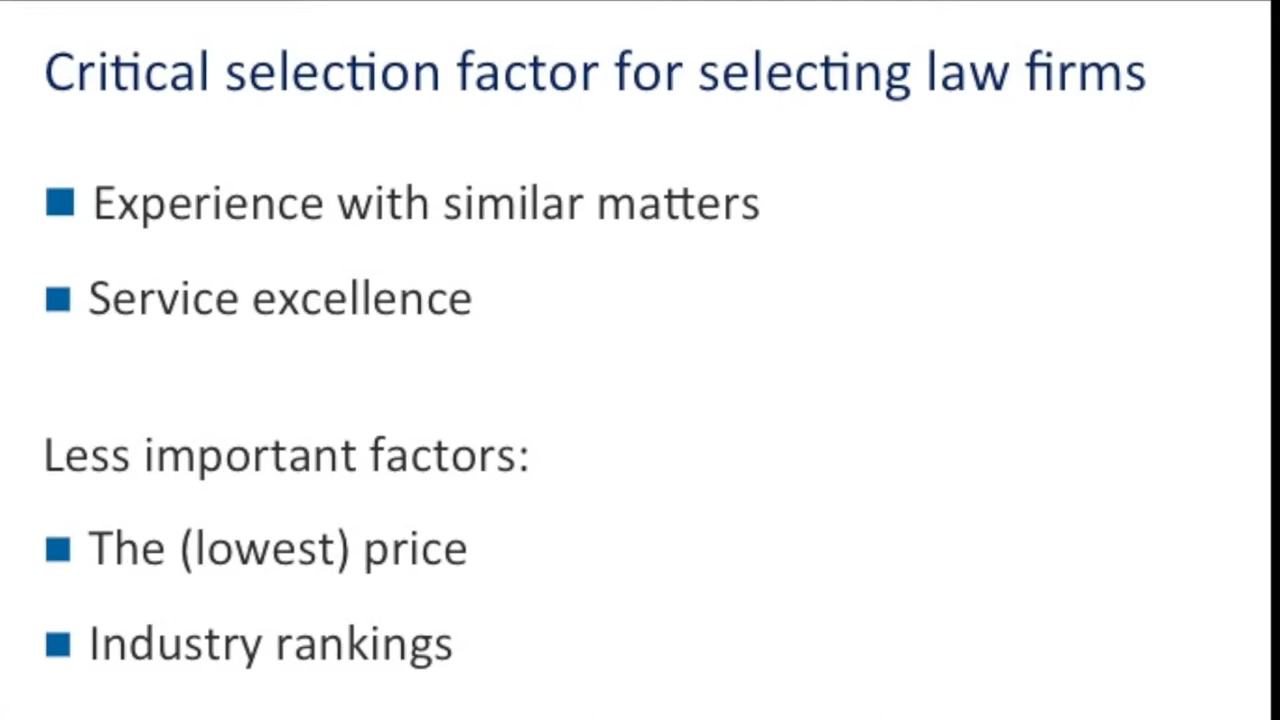 Critical selection factor for selecting law firms
Experience with similar matters
Service excellence
Less important factors:
The (lowest) price
Industry rankings